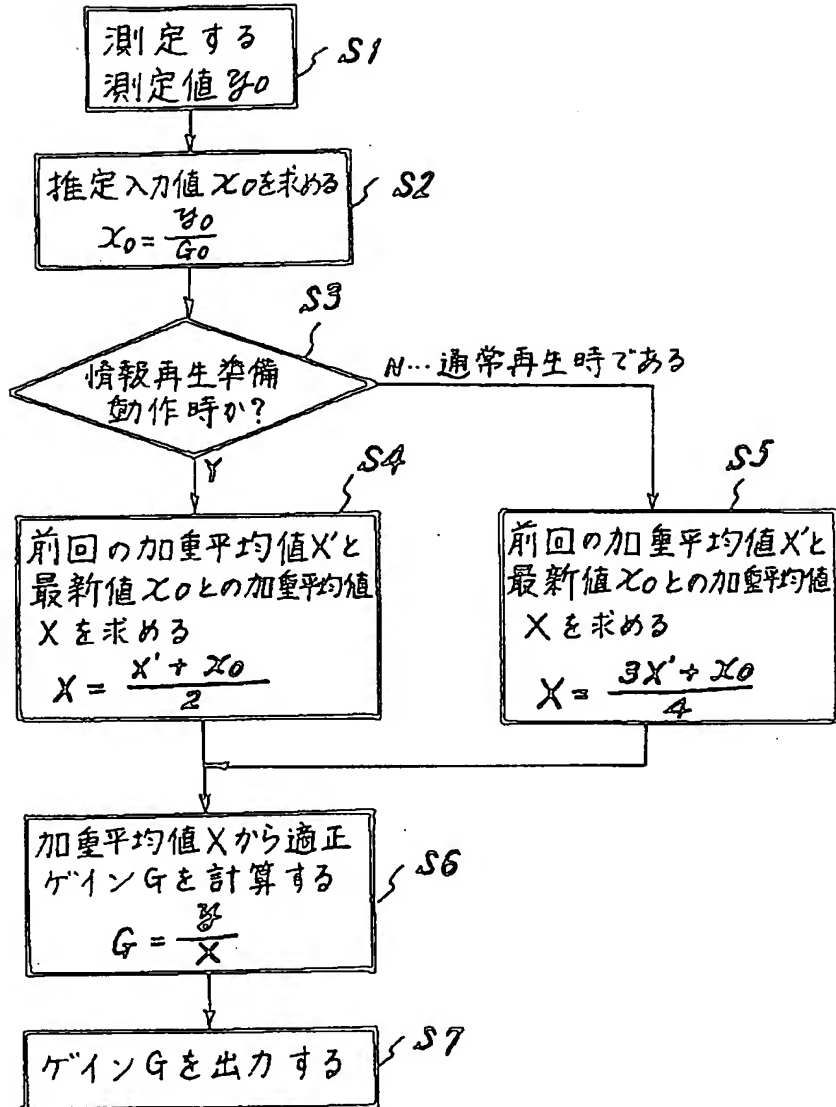 測定する
測定値 y0
S1
推定入力値 x0を求める
x0 = y0 / G0
S2
S3
情報再生準備
動作時か?
N…通常再生時である
Y
S4
前回の加重平均値X'と
最新値x0との加重平均値
Xを求める
X = X' + x0 / 2
S5
前回の加重平均値X'と
最新値x0との加重平均値
Xを求める
X = 3X' + x0 / 4
加重平均値Xから適正
ゲインGを計算する
G = y / X
S6
ゲインGを出力する
S7